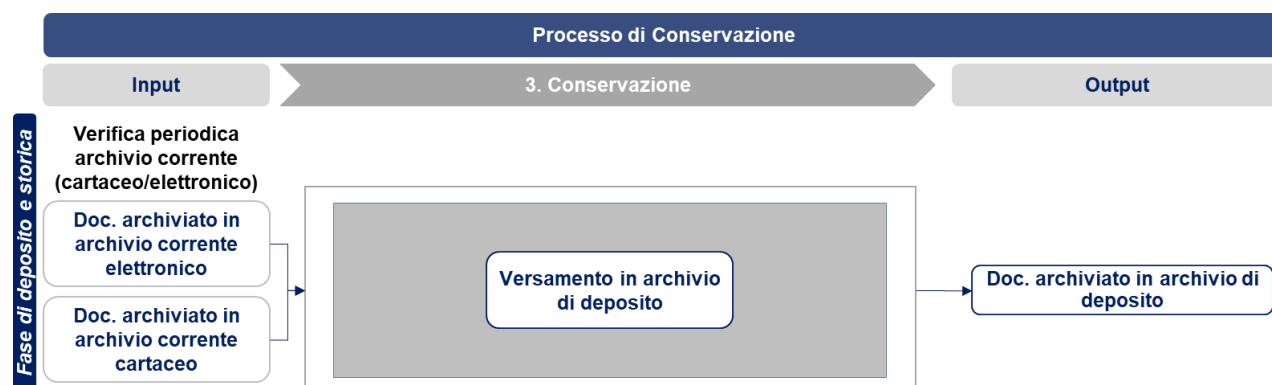 Processo di Conservazione
Input
3. Conservazione
Output
Fase di deposito e storica
Verifica periodica
archivio corrente
(cartaceo/elettronico)
Doc. archiviato in
archivio corrente
elettronico
Doc. archiviato in
archivio corrente
cartaceo
Versamento in archivio
di deposito
Doc. archiviato in archivio di
deposito